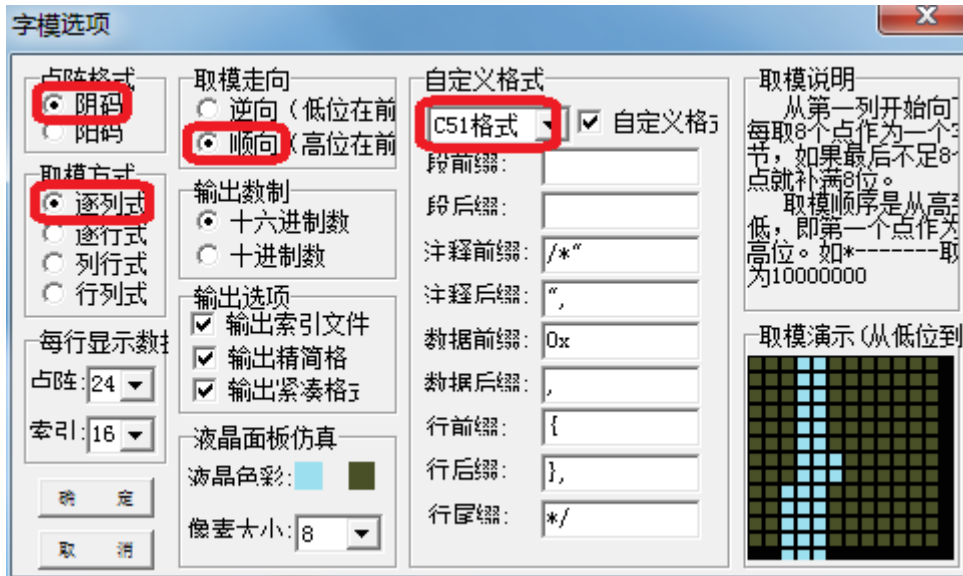 字模选项
点阵格式
阴码
阳码
取模方式
逐列式
逐行式
列行式
行列式
每行显示数
点阵:24
索引:16
确 定
取 消
取模走向
逆向(低位在前
顺向(高位在前
输出数制
十六进制数
十进制数
输出选项
输出索引文件
输出精简格
输出紧凑格
液晶面板仿真
液晶色彩:
像素大小:8
自定义格式
C51格式
自定义格
段前缀:
段后缀:
注释前缀: /*"
注释后缀: ",
数据前缀: 0x
数据后缀: ,
行前缀: {
行后缀: },
行尾缀: */
取模说明
从第一列开始向
每取8个点作为一个
节,如果最后不足8
点就补满8位。
取模顺序是从高
低,即第一个点作为
高位。如*-------取
为10000000
取模演示(从低位到